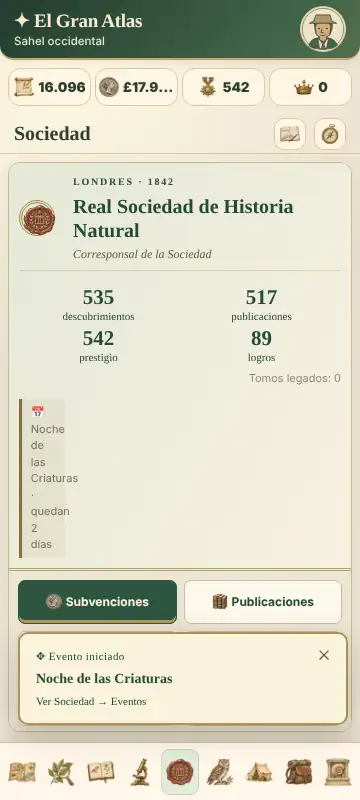 ✦ El Gran Atlas
Sahel occidental
16.096
£17.9...
542
0
Sociedad
LONDRES · 1842
Real Sociedad de Historia
Natural
Corresponsal de la Sociedad
535
descubrimientos
517
publicaciones
542
prestigio
89
logros
Tomos legados: 0
Noche
de
las
Criaturas
·
quedan
2
días
Subvenciones
Publicaciones
✥ Evento iniciado
Noche de las Criaturas
Ver Sociedad → Eventos